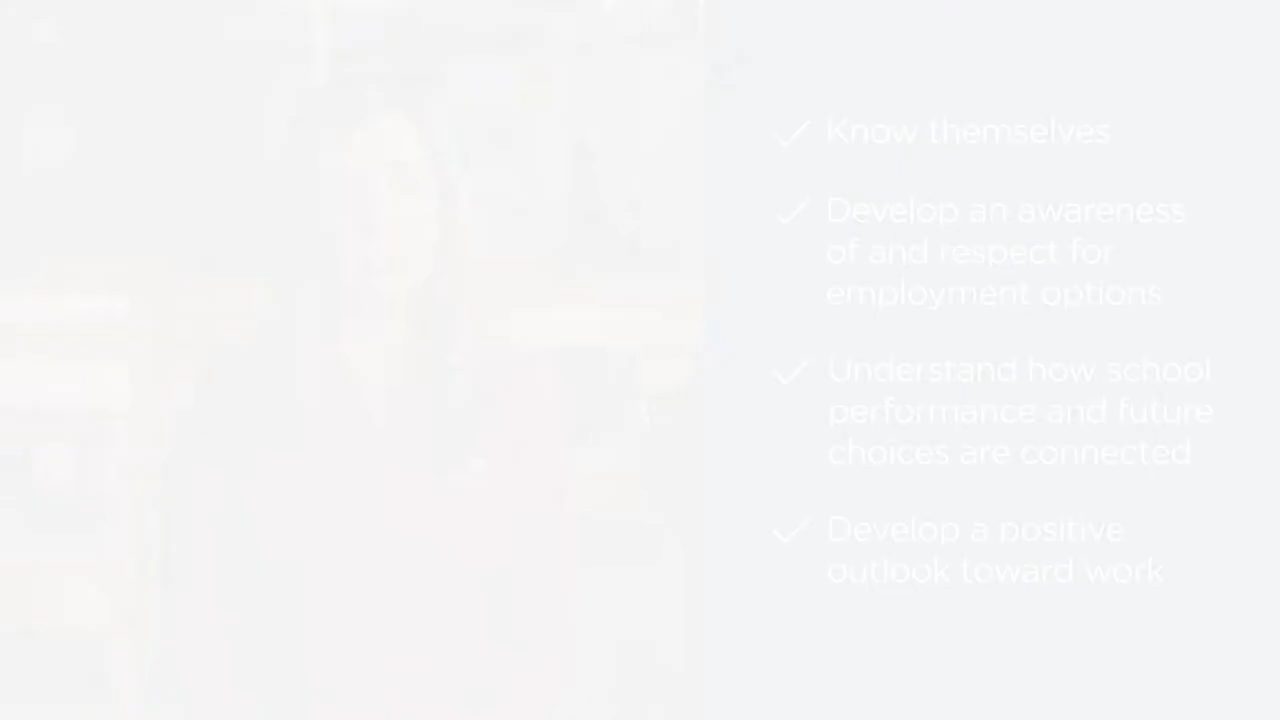 Know themselves
Develop an awareness
of and respect for
employment options
Understand how school
performance and future
choices are connected
Develop a positive
outlook toward work